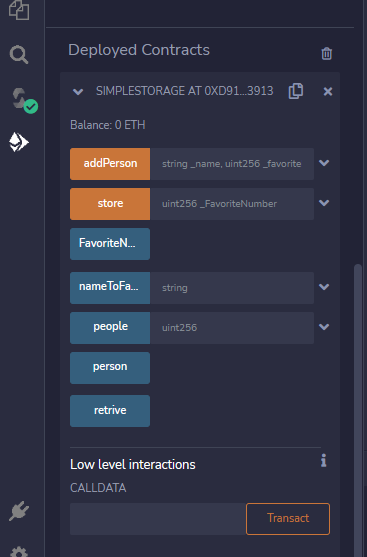 Deployed Contracts
SIMPLESTORAGE AT 0XD91...3913
Balance: 0 ETH
addPerson string _name, uint256 _favorite
store uint256 _FavoriteNumber
FavoriteN...
nameToFa... string
people uint256
person
retrive
Low level interactions
CALLDATA
Transact